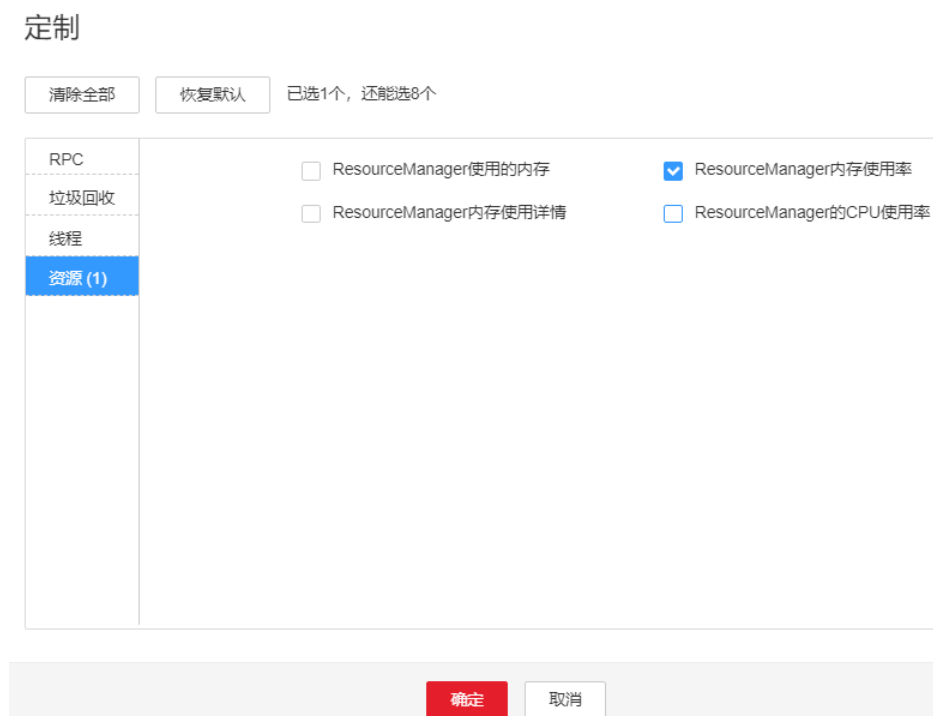 定制
清除全部 恢复默认 已选1个，还能选8个
RPC
垃圾回收
线程
资源 (1)
ResourceManager使用的内存 ResourceManager内存使用率
ResourceManager内存使用详情 ResourceManager的CPU使用率
确定 取消